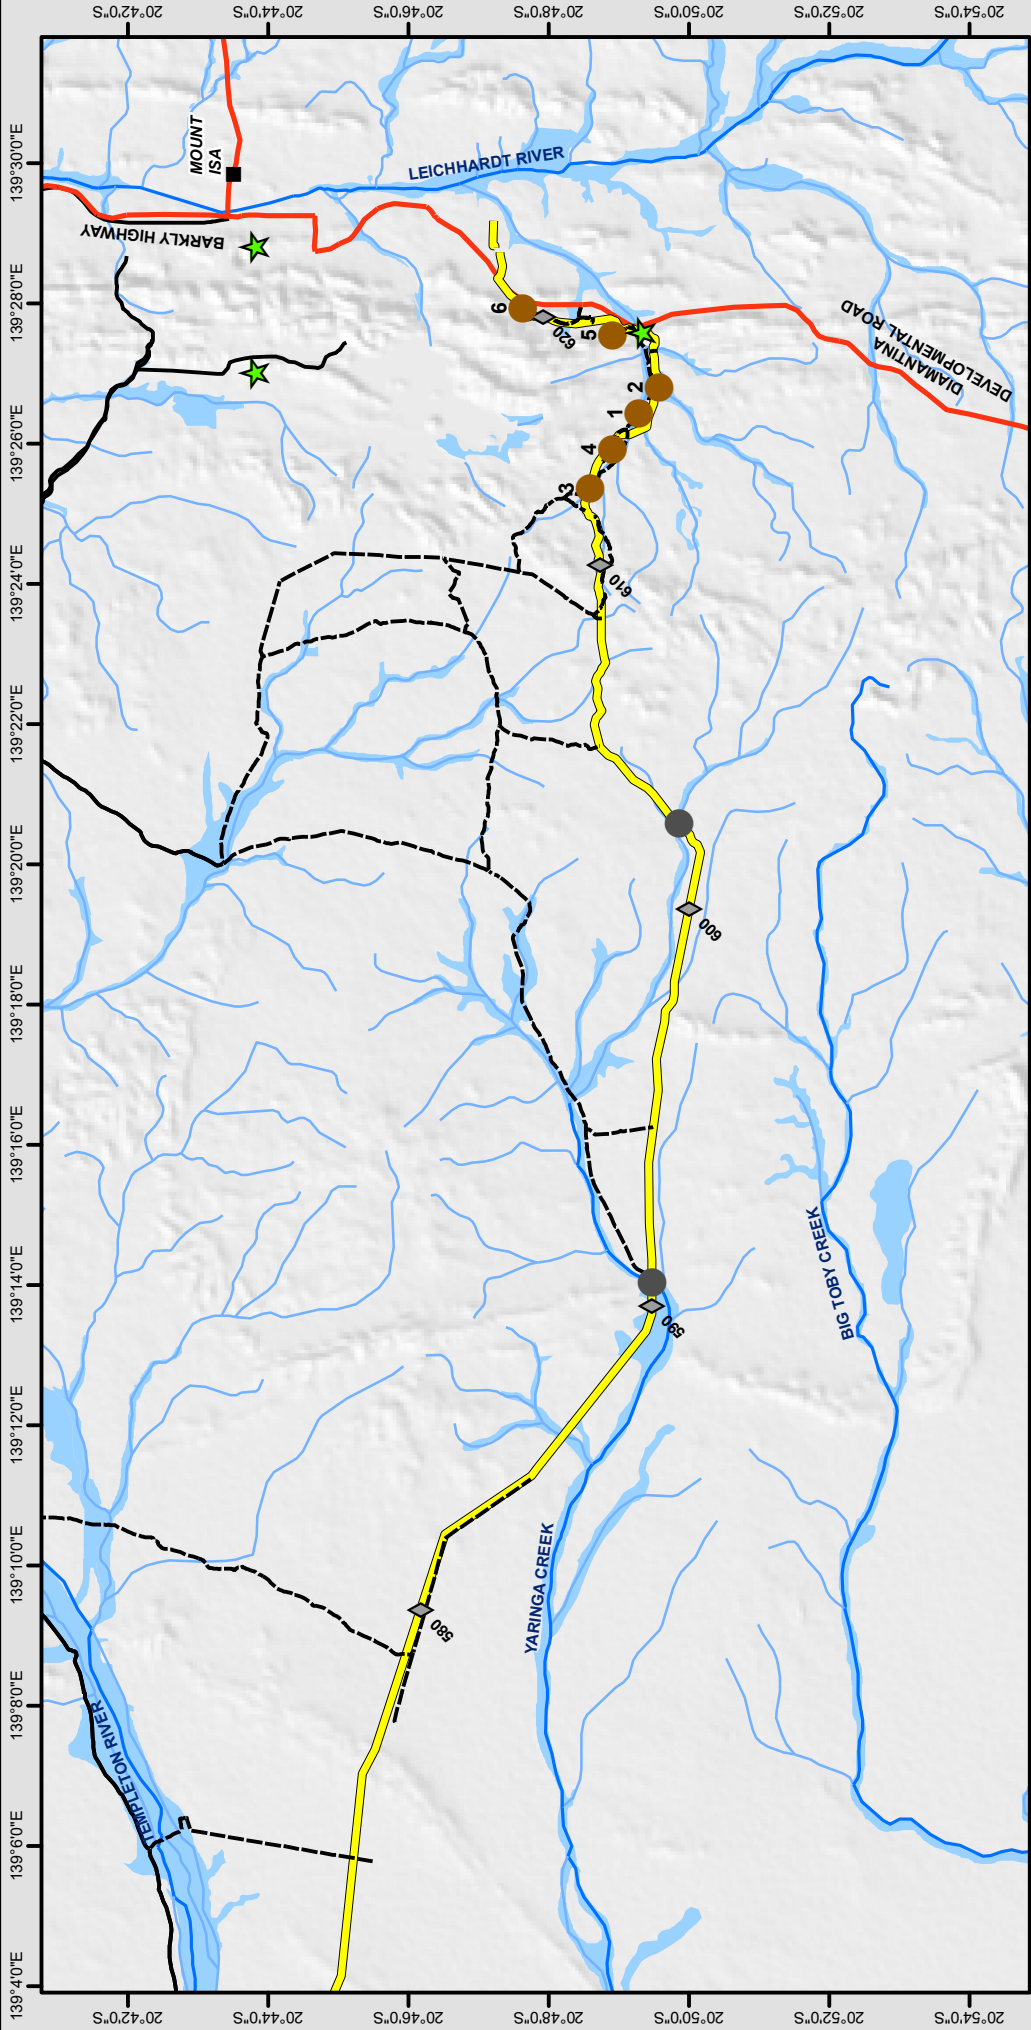 20°42'0"S
20°44'0"S
20°46'0"S
20°48'0"S
20°50'0"S
20°52'0"S
20°54'0"S
139°30'0"E
139°28'0"E
139°26'0"E
139°24'0"E
139°22'0"E
139°20'0"E
139°18'0"E
139°16'0"E
139°14'0"E
139°12'0"E
139°10'0"E
139°8'0"E
139°6'0"E
139°4'0"E
MOUNT
ISA
LEICHHARDT RIVER
BARKLY HIGHWAY
6
620
5
2
1
4
3
DIAMANTINA
DEVELOPMENTAL ROAD
610
600
BIG TOBY CREEK
590
YARINGA CREEK
580
TEMPLETON RIVER
20°42'0"S
20°44'0"S
20°46'0"S
20°48'0"S
20°50'0"S
20°52'0"S
20°54'0"S